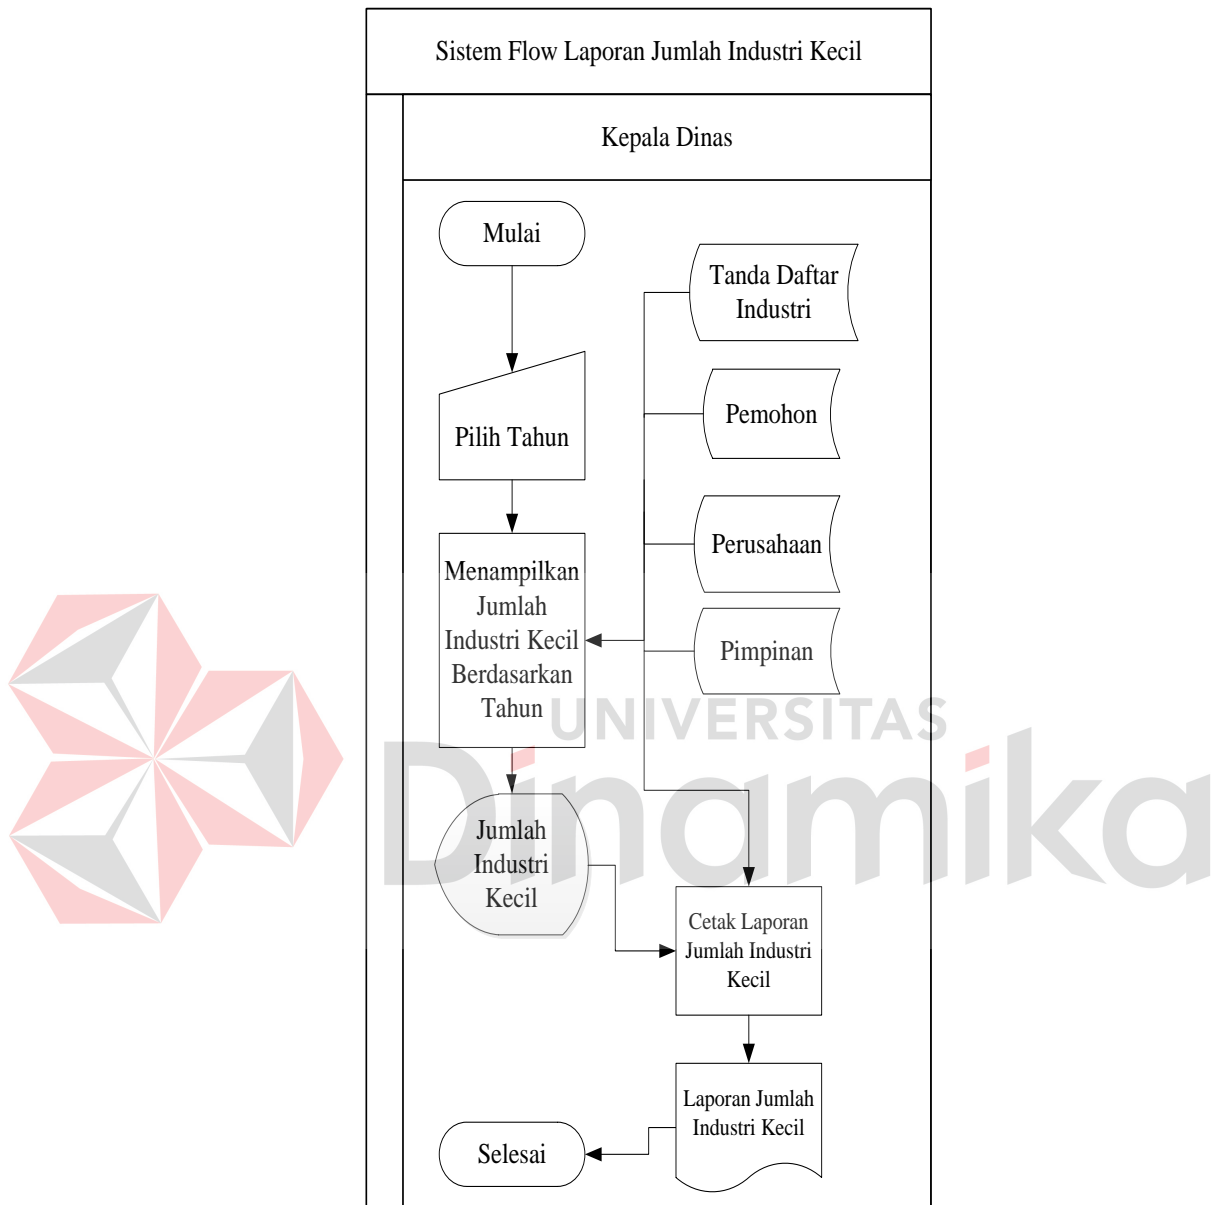 Sistem Flow Laporan Jumlah Industri Kecil
Kepala Dinas
Mulai
Tanda Daftar
Industri
Pemohon
Pilih Tahun
Perusahaan
Menampilkan
Jumlah
Industri Kecil
Berdasarkan
Tahun
Pimpinan
UNIVERSITAS
Dinamika
Jumlah
Industri
Kecil
Cetak Laporan
Jumlah Industri
Kecil
Laporan Jumlah
Industri Kecil
Selesai